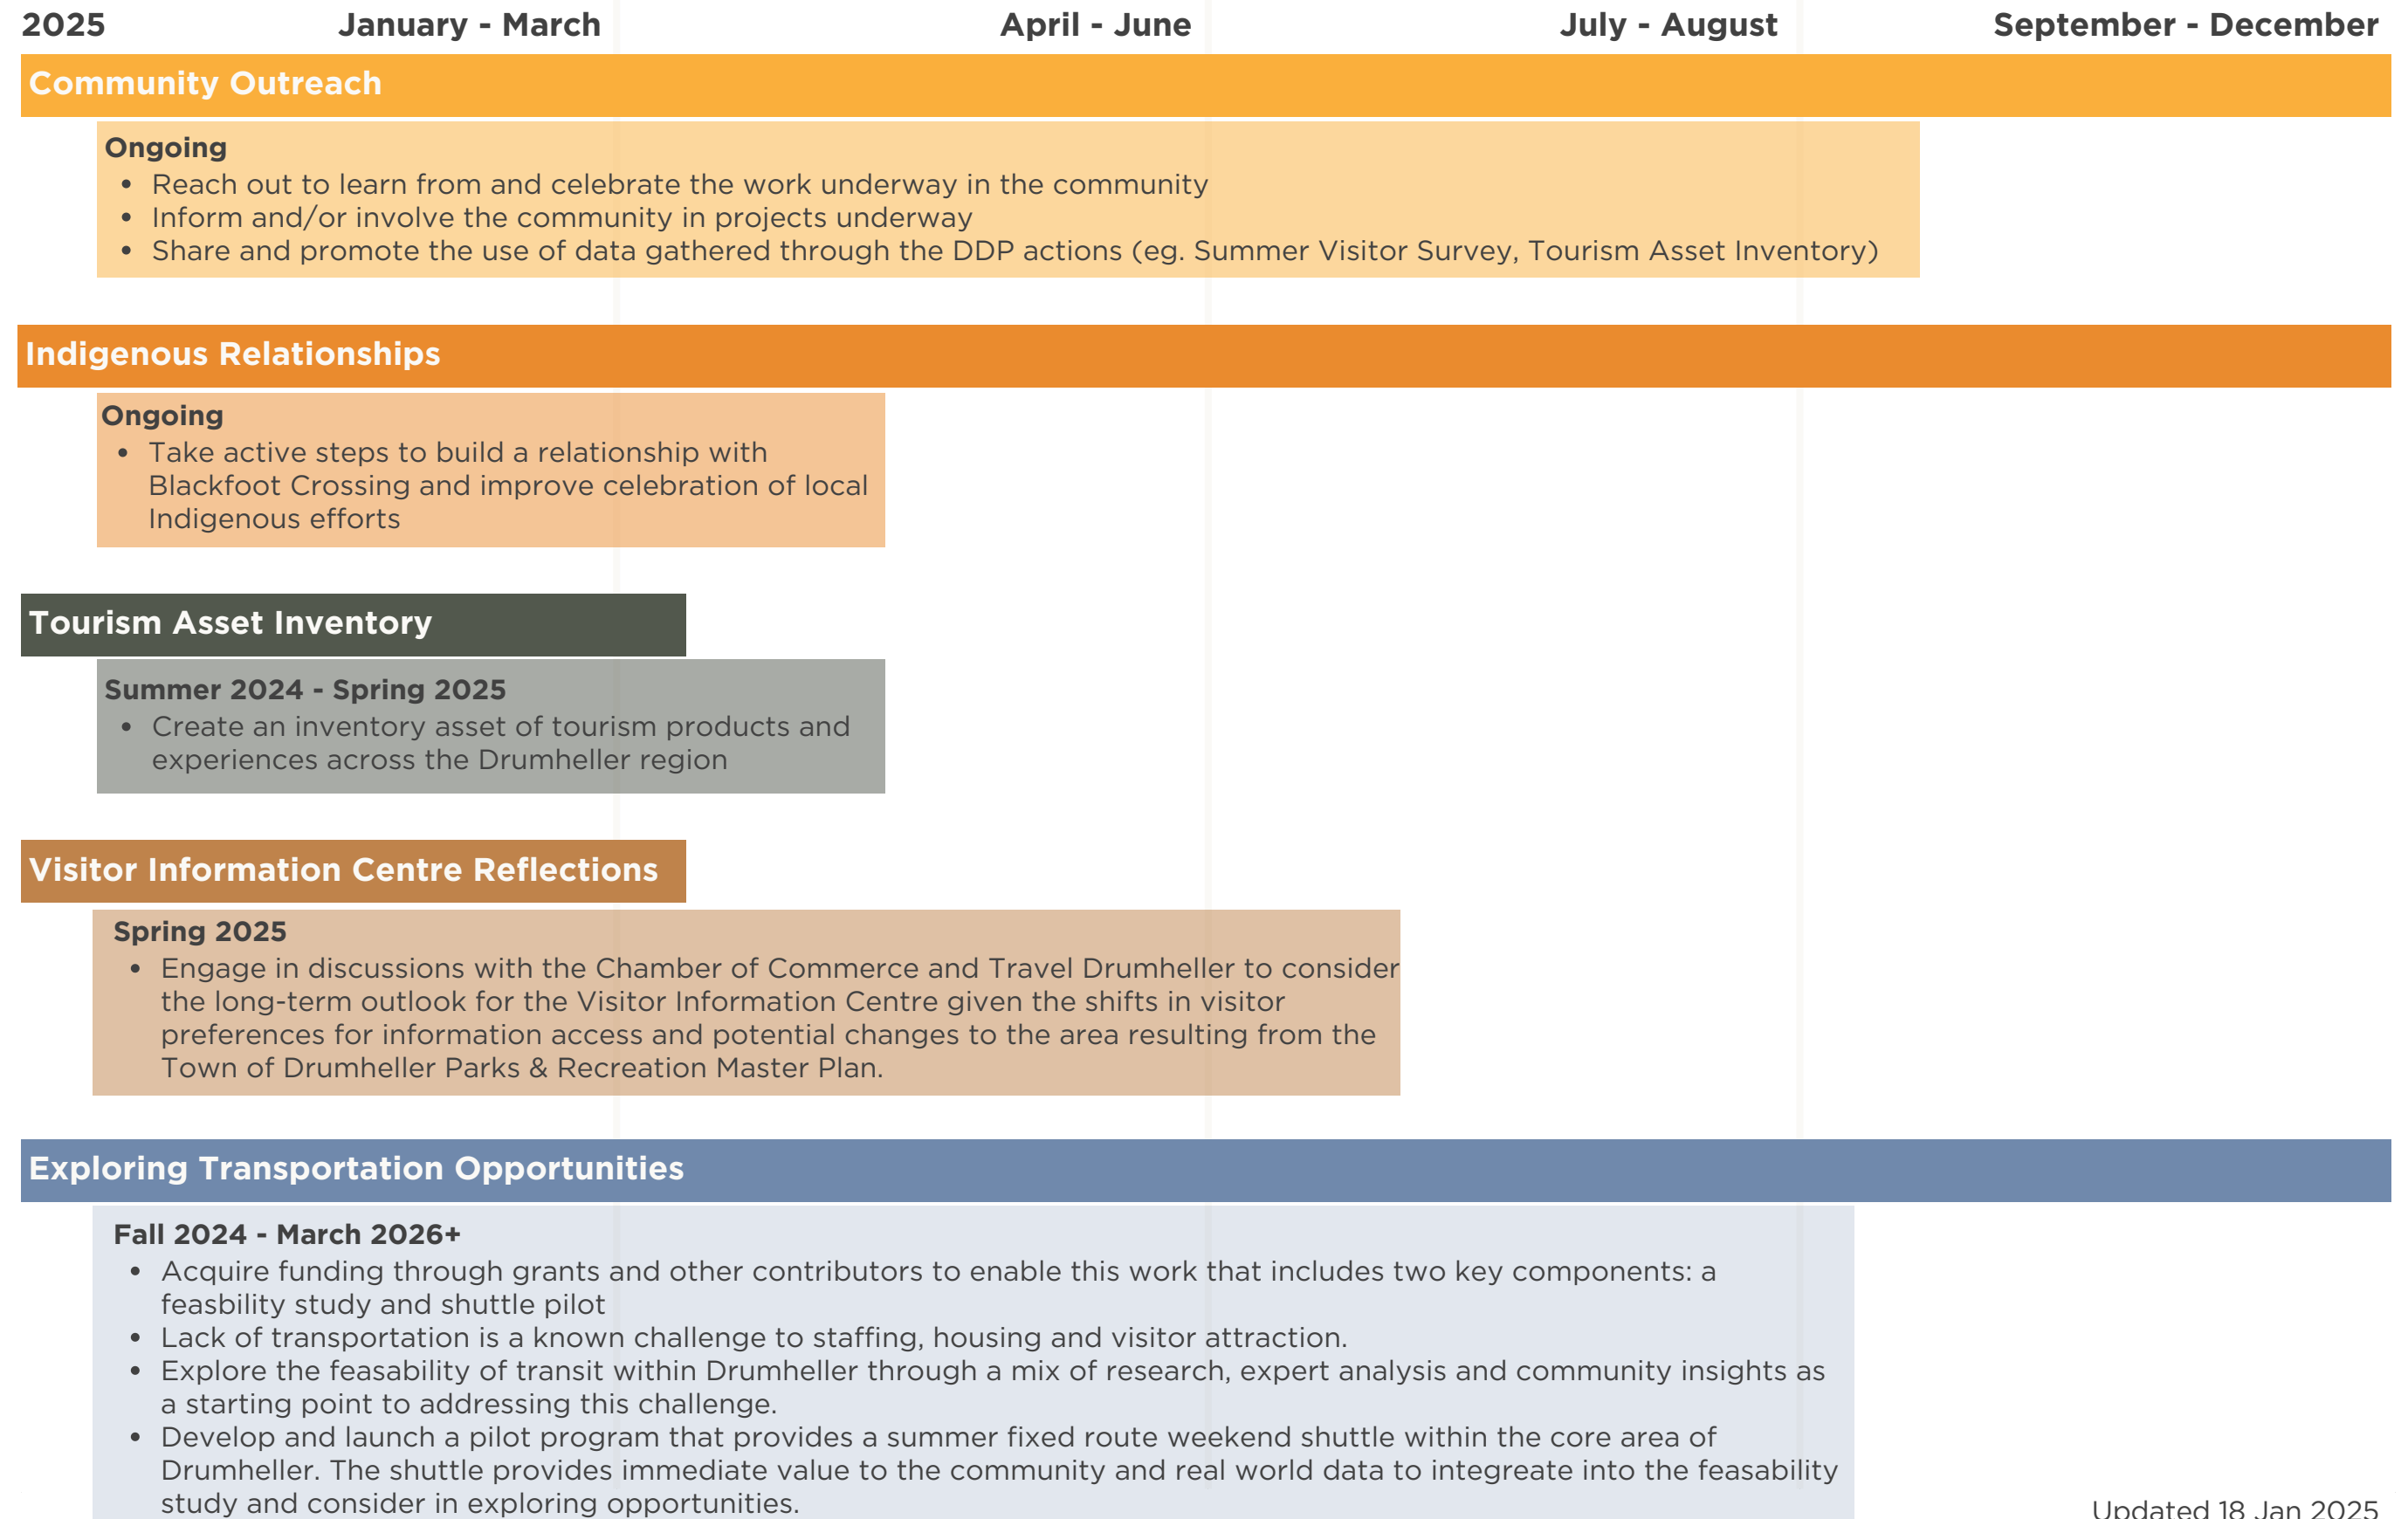 2025 January - March April - June July - August September - December
Community Outreach
Ongoing
• Reach out to learn from and celebrate the work underway in the community
• Inform and/or involve the community in projects underway
• Share and promote the use of data gathered through the DDP actions (eg. Summer Visitor Survey, Tourism Asset Inventory)
Indigenous Relationships
Ongoing
• Take active steps to build a relationship with
Blackfoot Crossing and improve celebration of local
Indigenous efforts
Tourism Asset Inventory
Summer 2024 - Spring 2025
• Create an inventory asset of tourism products and
experiences across the Drumheller region
Visitor Information Centre Reflections
Spring 2025
• Engage in discussions with the Chamber of Commerce and Travel Drumheller to consider
the long-term outlook for the Visitor Information Centre given the shifts in visitor
preferences for information access and potential changes to the area resulting from the
Town of Drumheller Parks & Recreation Master Plan.
Exploring Transportation Opportunities
Fall 2024 - March 2026+
• Acquire funding through grants and other contributors to enable this work that includes two key components: a
feasbility study and shuttle pilot
• Lack of transportation is a known challenge to staffing, housing and visitor attraction.
• Explore the feasability of transit within Drumheller through a mix of research, expert analysis and community insights as
a starting point to addressing this challenge.
• Develop and launch a pilot program that provides a summer fixed route weekend shuttle within the core area of
Drumheller. The shuttle provides immediate value to the community and real world data to integreate into the feasability
study and consider in exploring opportunities.
Updated 18 Jan 2025